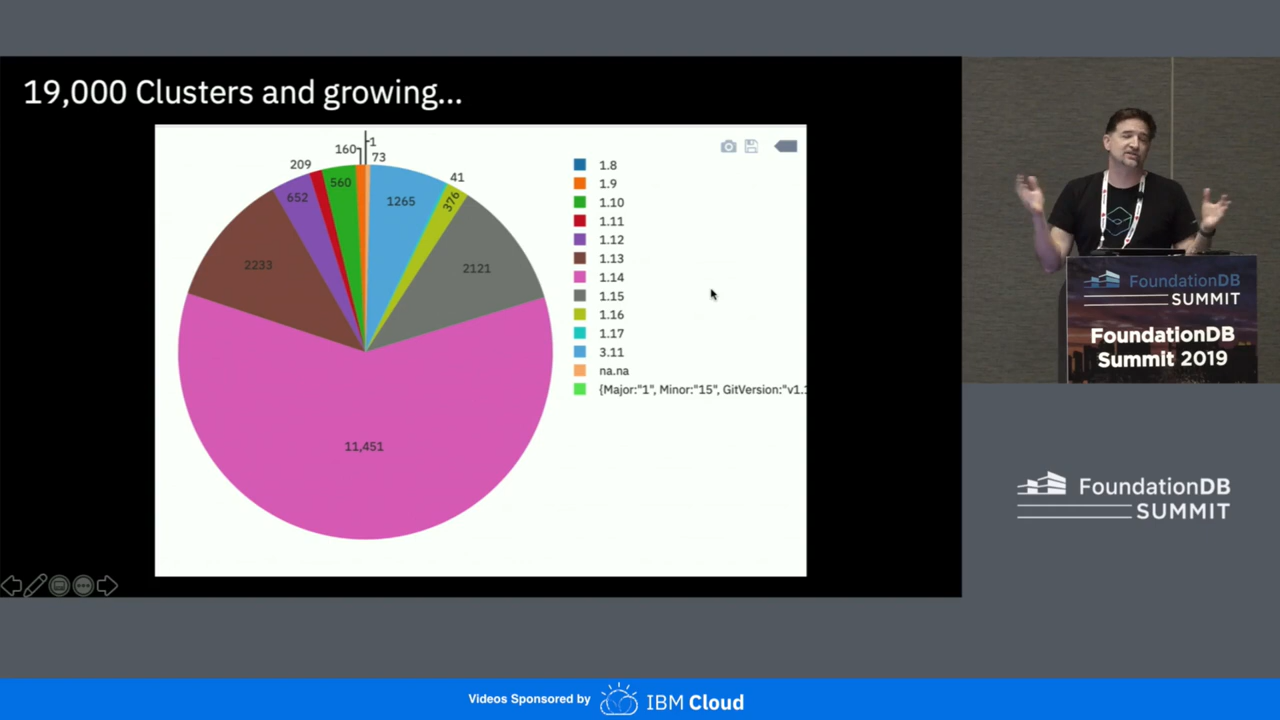 19,000 Clusters and growing...
1
160
73
209
560
652
1265
41
376
2233
2121
11,451
1.8
1.9
1.10
1.11
1.12
1.13
1.14
1.15
1.16
1.17
3.11
na.na
{Major:"1", Minor:"15", GitVersion:"v1.1
FoundationDB
SUMMIT
FoundationDB
Summit 2019
FoundationDB
SUMMIT
Videos Sponsored by
IBM Cloud